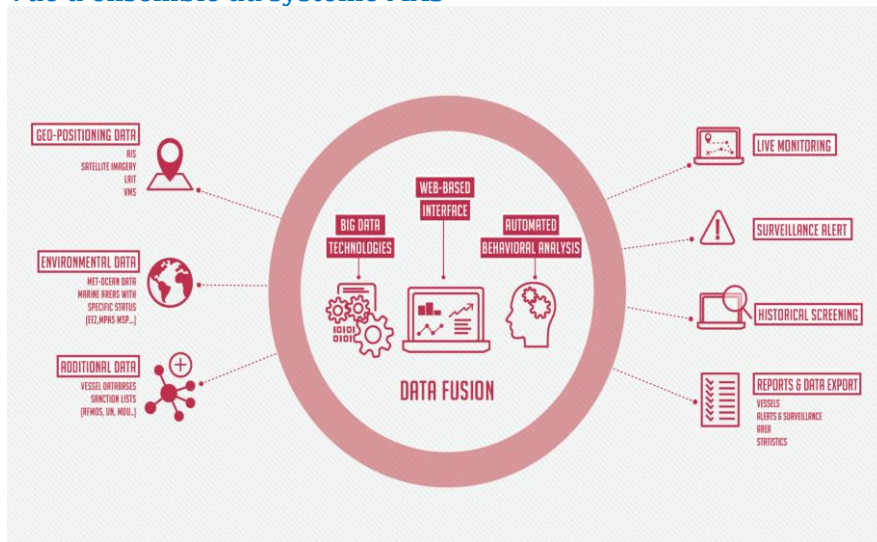 GEO-POSITIONING DATA
AIS
SATELLITE IMAGERY
LRIT
VMS
ENVIRONMENTAL DATA
MET-OCEAN DATA
MARINE AREAS WITH
SPECIFIC STATUS
(EEZ,MPAS MSP...)
ADDITIONAL DATA
VESSEL DATABASES
SANCTION LISTS
(RFMOS, UN, MOU..)
BIG DATA
TECHNOLOGIES
WEB-BASED
INTERFACE
AUTOMATED
BEHAVIORAL ANALYSIS
0101
0101
DATA FUSION
LIVE MONITORING
SURVEILLANCE ALERT
HISTORICAL SCREENING
REPORTS & DATA EXPORT
VESSELS
ALERTS & SURVEILLANCE
AREA
STATISTICS